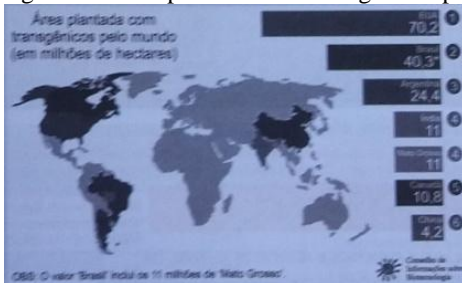 Área plantada com
transgênicos pelo mundo
(em milhões de hectares)
EUA
70,2
1
Brasil
40,3*
2
Argentina
24,4
3
Índia
11
4
Mato Grosso
11
4
Canadá
10,8
5
China
4,2
6
OBS: O valor 'Brasil' inclui os 11 milhões de 'Mato Grosso'.
Conselho de
Informações sobre
Biotecnologia